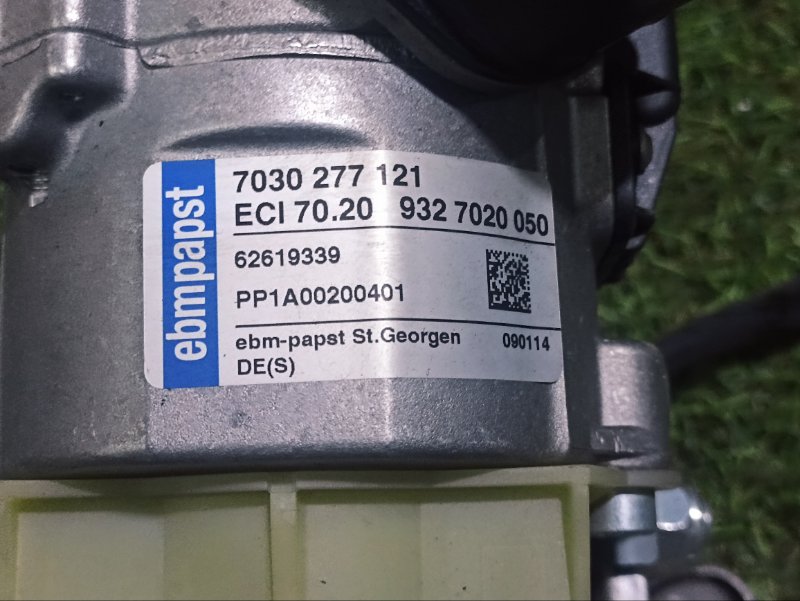 ebmpapst
7030 277 121
ECI 70.20 932 7020 050
62619339
PP1A00200401
ebm-papst St.Georgen 090114
DE(S)